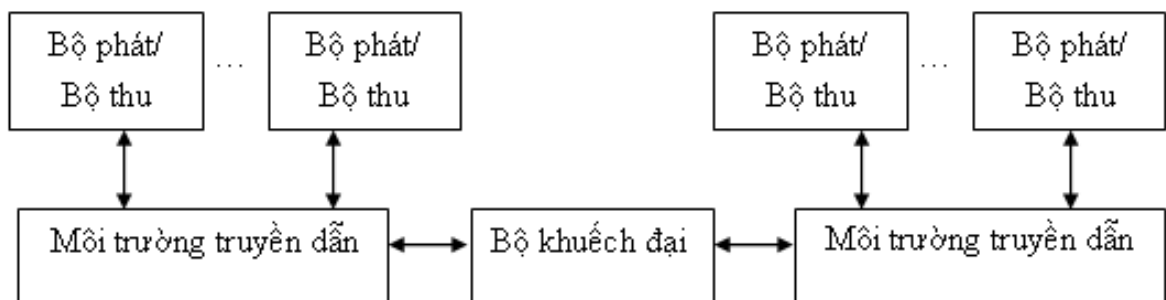 Bộ phát/
Bộ thu
...
Bộ phát/
Bộ thu
Bộ phát/
Bộ thu
...
Bộ phát/
Bộ thu
Môi trường truyền dẫn
Bộ khuếch đại
Môi trường truyền dẫn